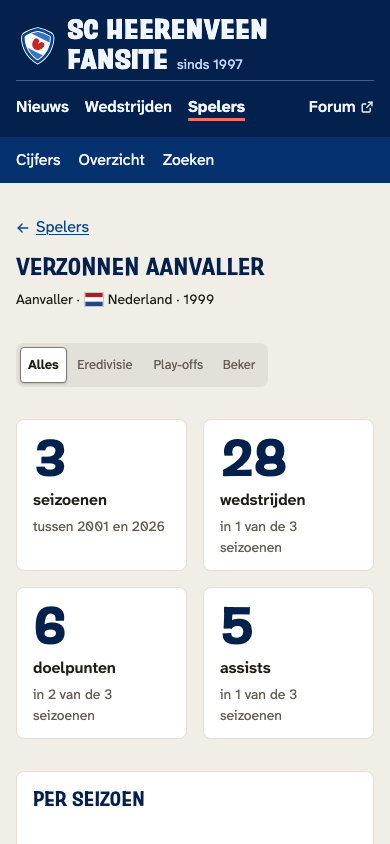 SC HEERENVEEN
FANSITE sinds 1997
Nieuws Wedstrijden Spelers Forum
Cijfers Overzicht Zoeken
← Spelers
VERZONNEN AANVALLER
Aanvaller · Nederland · 1999
Alles Eredivisie Play-offs Beker
3
seizoenen
tussen 2001 en 2026
28
wedstrijden
in 1 van de 3
seizoenen
6
doelpunten
in 2 van de 3
seizoenen
5
assists
in 1 van de 3
seizoenen
PER SEIZOEN